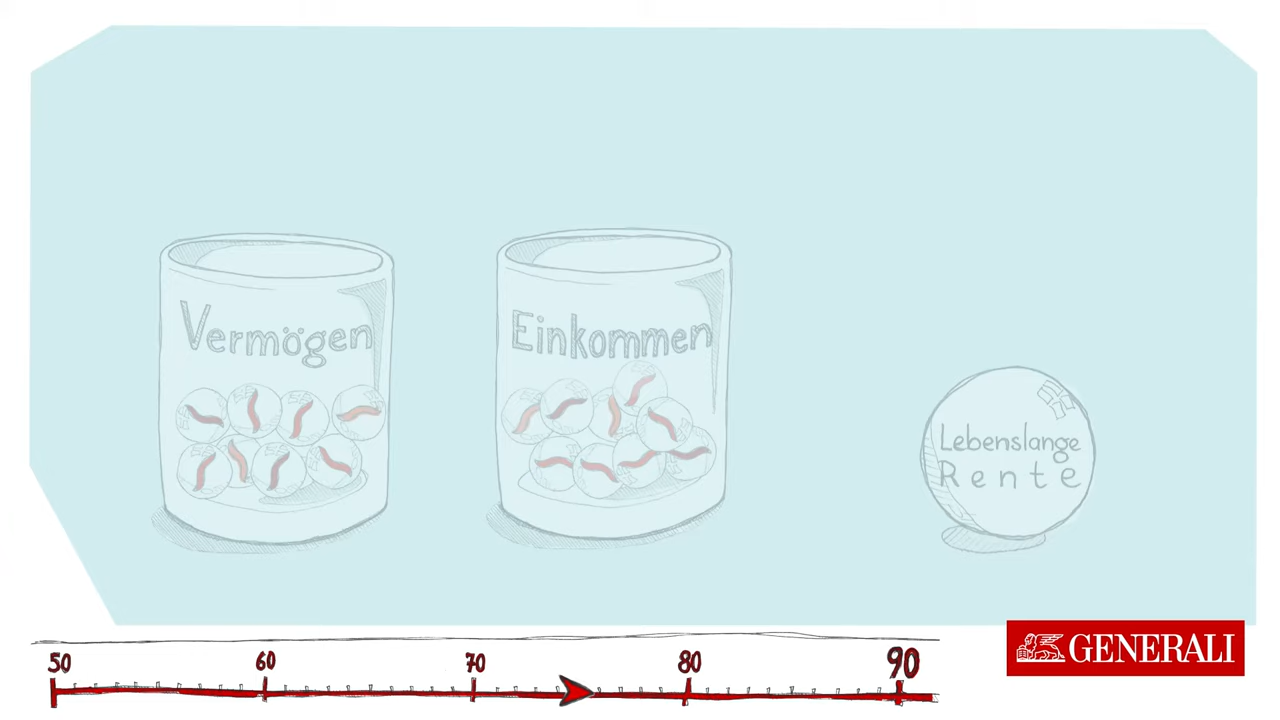 Vermögen
Einkommen
Lebenslange
Rente
50 60 70 80 90
GENERALI